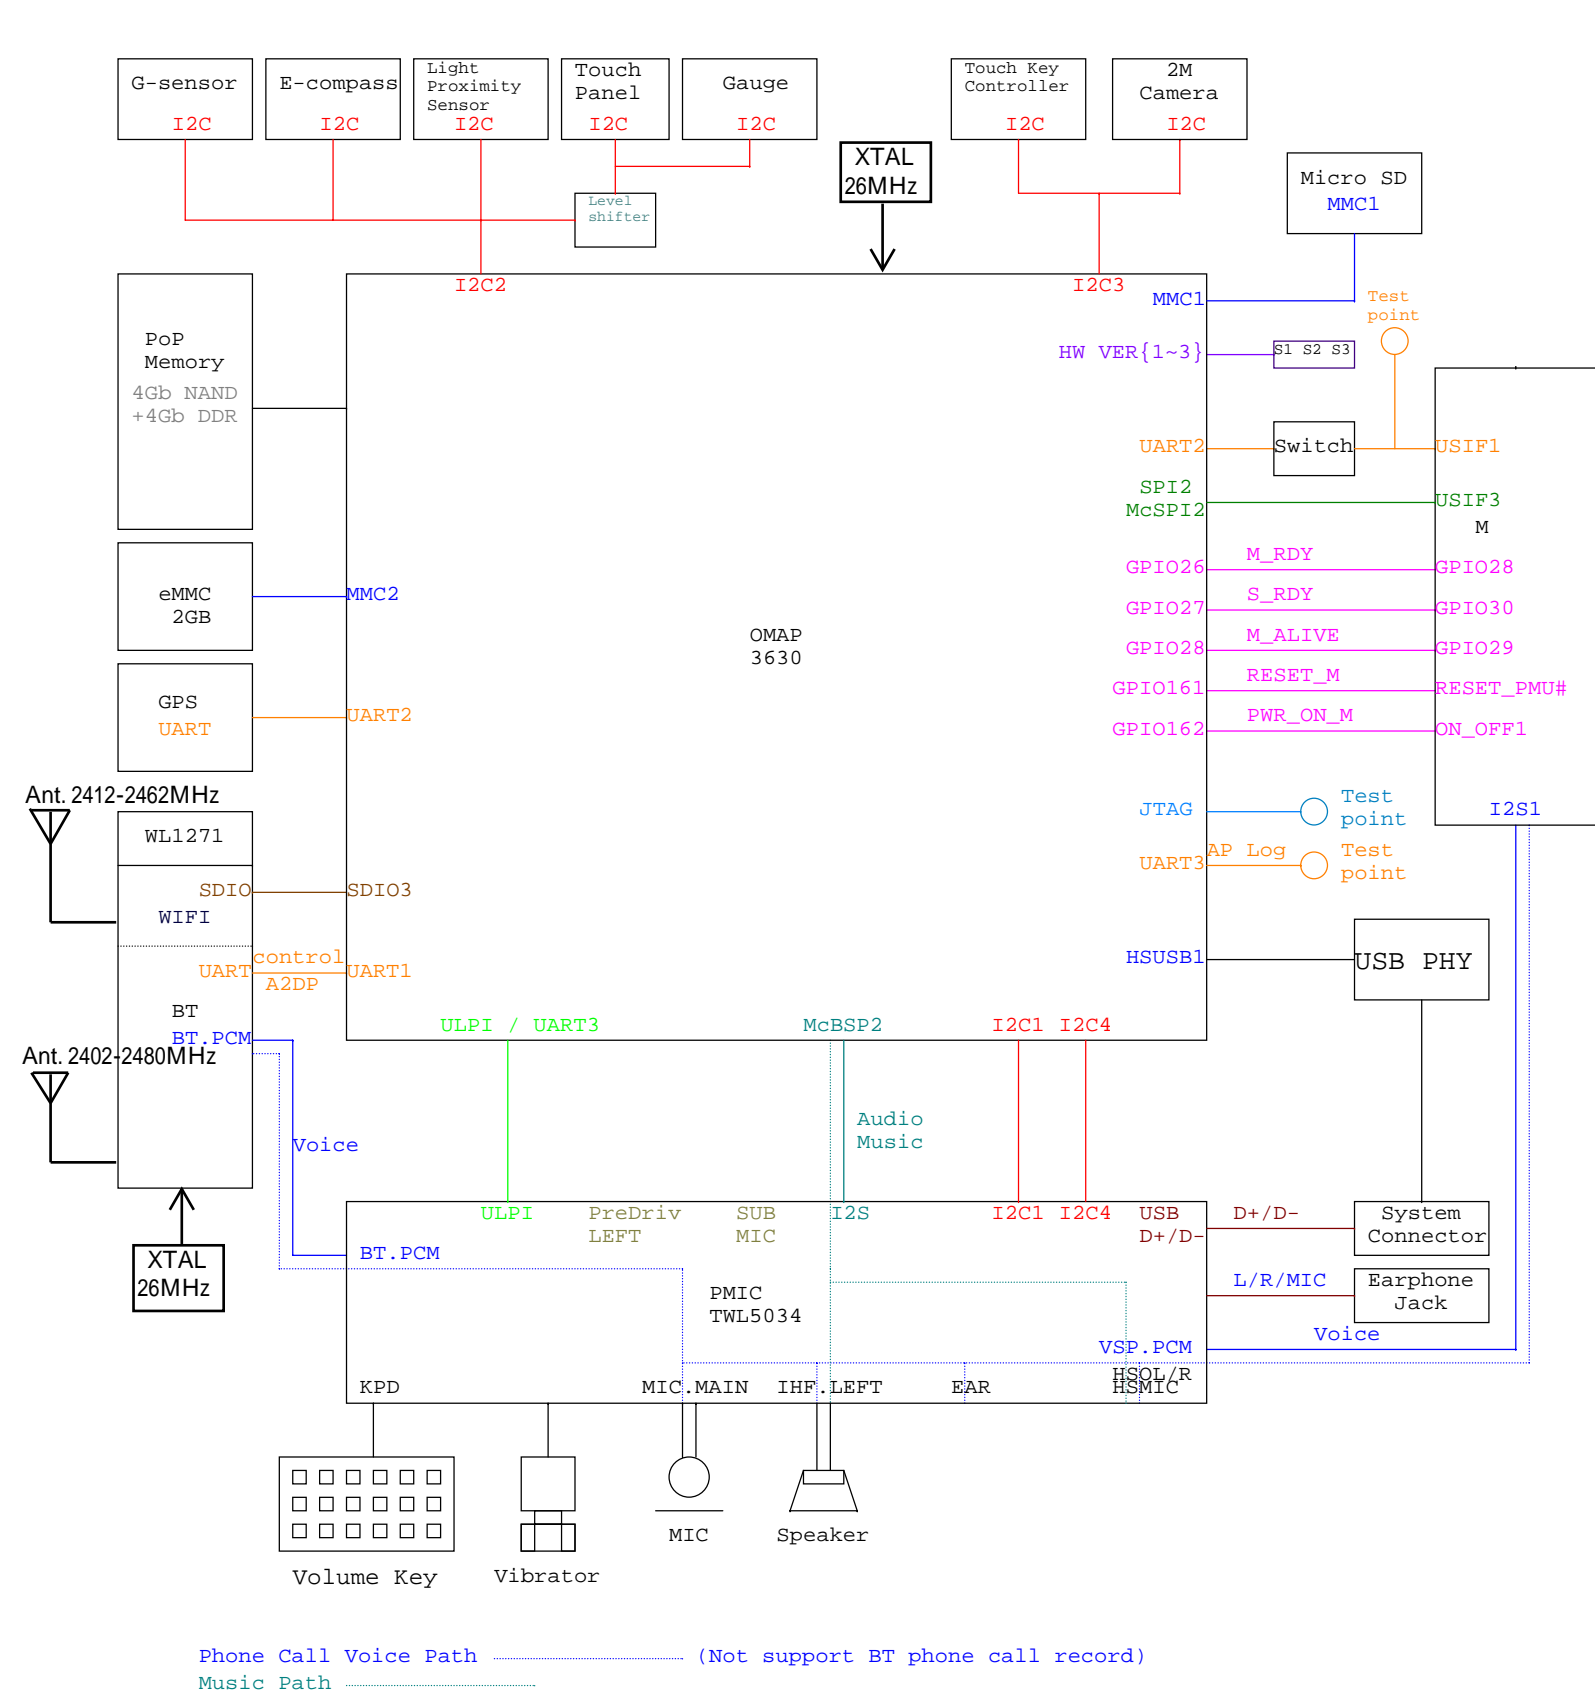 G-sensor
I2C
E-compass
I2C
Light
Proximity
Sensor
I2C
Touch
Panel
I2C
Gauge
I2C
Touch Key
Controller
I2C
2M
Camera
I2C
XTAL
26MHz
Micro SD
MMC1
Level
shifter
I2C2
I2C3
MMC1
Test
point
HW VER{1~3}
S1 S2 S3
PoP
Memory
4Gb NAND
+4Gb DDR
UART2
Switch
USIF1
SPI2
McSPI2
USIF3
M
GPIO26
M_RDY
GPIO28
GPIO27
S_RDY
GPIO30
GPIO28
M_ALIVE
GPIO29
GPIO161
RESET_M
RESET_PMU#
GPIO162
PWR_ON_M
ON_OFF1
eMMC
2GB
MMC2
OMAP
3630
GPS
UART
UART2
Ant. 2412-2462MHz
WL1271
SDIO
SDIO3
WIFI
UART
control
A2DP
UART1
BT
BT.PCM
Ant. 2402-2480MHz
JTAG
Test
point
I2S1
UART3
AP Log
Test
point
HSUSB1
USB PHY
ULPI / UART3
McBSP2
I2C1 I2C4
Audio
Music
Voice
XTAL
26MHz
ULPI
PreDriv
LEFT
SUB
MIC
I2S
I2C1 I2C4
USB
D+/D-
D+/D-
System
Connector
BT.PCM
PMIC
TWL5034
L/R/MIC
Earphone
Jack
VSP.PCM
Voice
KPD
MIC.MAIN
IHF.LEFT
EAR
HSOL/R
HSMIC
Volume Key
Vibrator
MIC
Speaker
Phone Call Voice Path (Not support BT phone call record)
Music Path